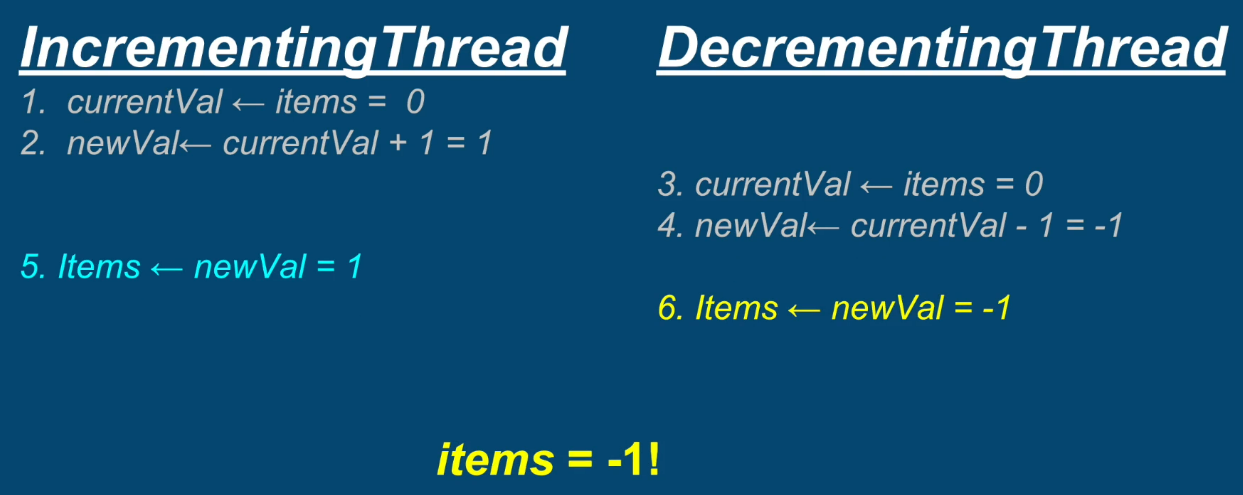 IncrementingThread
1. currentVal ← items = 0
2. newVal← currentVal + 1 = 1
DecrementingThread
3. currentVal ← items = 0
4. newVal← currentVal - 1 = -1
5. Items ← newVal = 1
6. Items ← newVal = -1
items = -1!